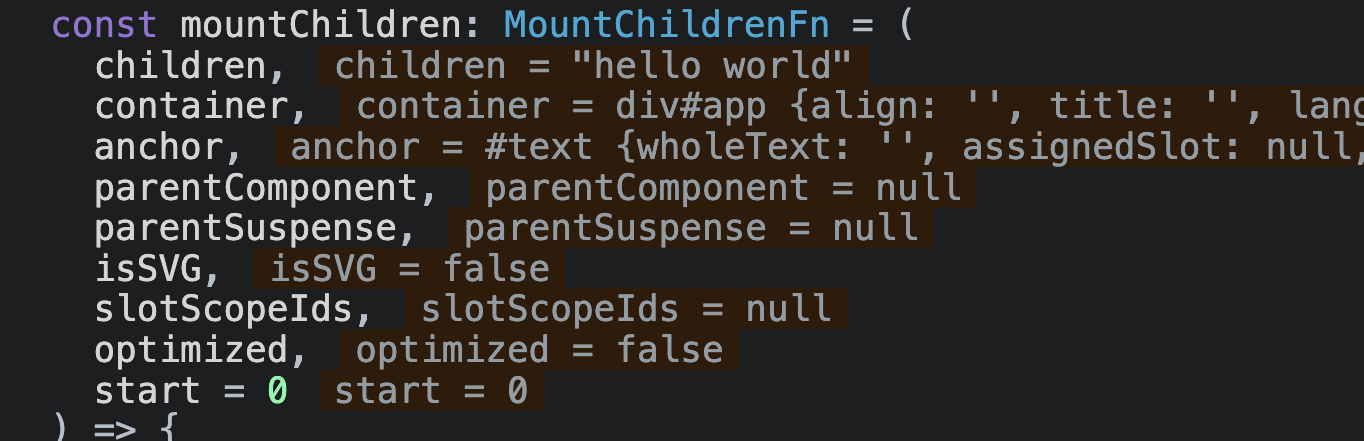 const mountChildren: MountChildrenFn = (
children, children = "hello world"
container, container = div#app {align: '', title: '', lang
anchor, anchor = #text {wholeText: '', assignedSlot: null,
parentComponent, parentComponent = null
parentSuspense, parentSuspense = null
isSVG, isSVG = false
slotScopeIds, slotScopeIds = null
optimized, optimized = false
start = 0 start = 0
) => {